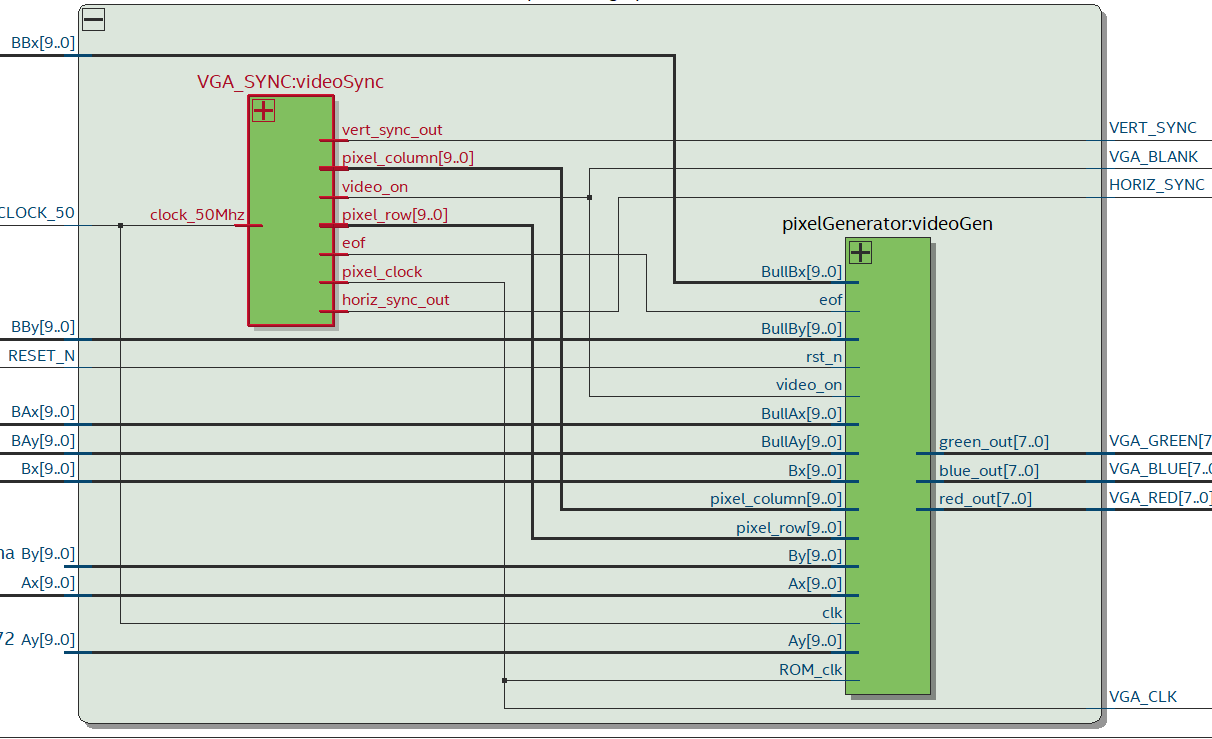 BBx[9..0]
VGA_SYNC:videoSync
vert_sync_out
VERT_SYNC
pixel_column[9..0]
VGA_BLANK
video_on
HORIZ_SYNC
CLOCK_50
clock_50Mhz
pixel_row[9..0]
pixelGenerator:videoGen
eof
pixel_clock
BullBx[9..0]
horiz_sync_out
eof
BBy[9..0]
BullBy[9..0]
RESET_N
rst_n
video_on
BAx[9..0]
BullAx[9..0]
BAy[9..0]
BullAy[9..0]
green_out[7..0]
VGA_GREEN[7
Bx[9..0]
Bx[9..0]
blue_out[7..0]
VGA_BLUE[7..0
pixel_column[9..0]
red_out[7..0]
VGA_RED[7..0]
pixel_row[9..0]
na By[9..0]
By[9..0]
Ax[9..0]
Ax[9..0]
clk
72 Ay[9..0]
Ay[9..0]
ROM_clk
VGA_CLK